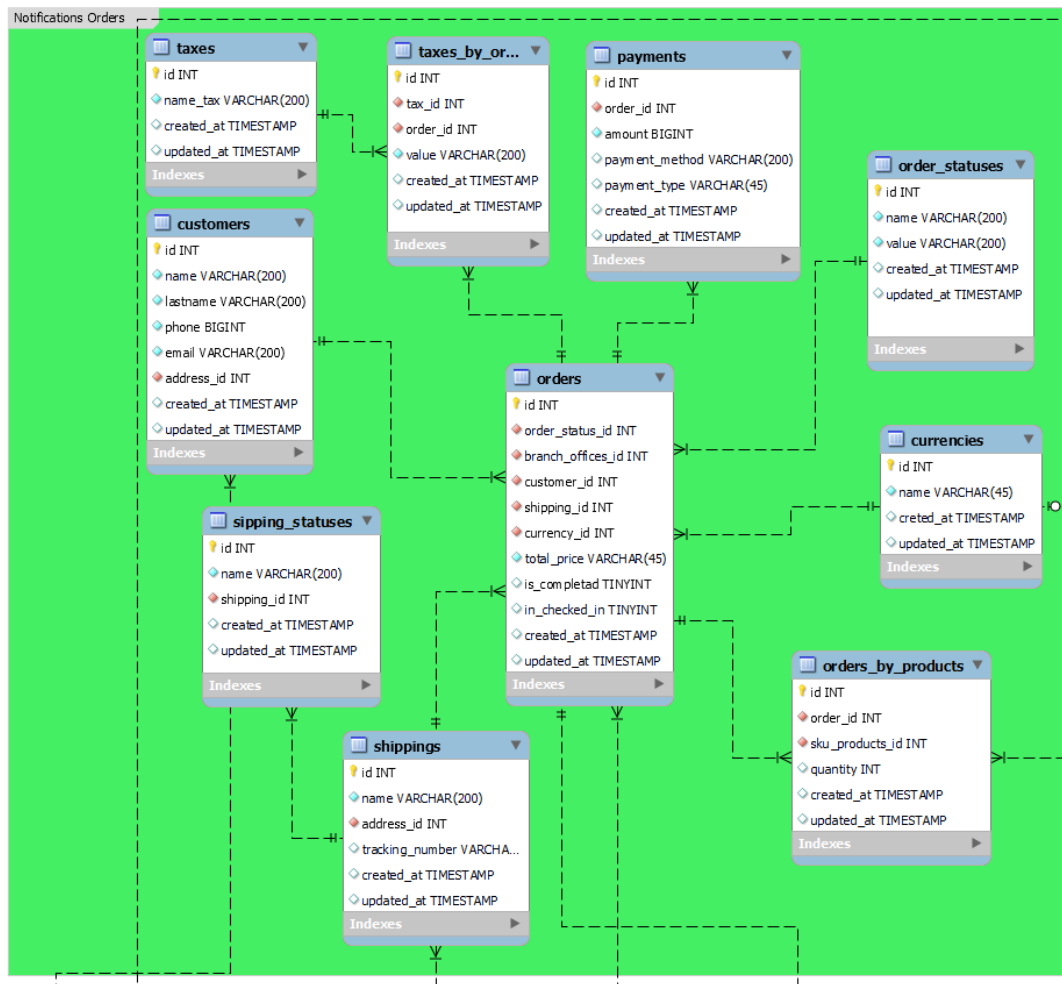 Notifications Orders
taxes
id INT
name_tax VARCHAR(200)
created_at TIMESTAMP
updated_at TIMESTAMP
Indexes
taxes_by_or...
id INT
tax_id INT
order_id INT
value VARCHAR(200)
created_at TIMESTAMP
updated_at TIMESTAMP
Indexes
payments
id INT
order_id INT
amount BIGINT
payment_method VARCHAR(200)
payment_type VARCHAR(45)
created_at TIMESTAMP
updated_at TIMESTAMP
Indexes
order_statuses
id INT
name VARCHAR(200)
value VARCHAR(200)
created_at TIMESTAMP
updated_at TIMESTAMP
Indexes
customers
id INT
name VARCHAR(200)
lastname VARCHAR(200)
phone BIGINT
email VARCHAR(200)
address_id INT
created_at TIMESTAMP
updated_at TIMESTAMP
Indexes
orders
id INT
order_status_id INT
branch_offices_id INT
customer_id INT
shipping_id INT
currency_id INT
total_price VARCHAR(45)
is_completad TINYINT
in_checked_in TINYINT
created_at TIMESTAMP
updated_at TIMESTAMP
Indexes
currencies
id INT
name VARCHAR(45)
creted_at TIMESTAMP
updated_at TIMESTAMP
Indexes
sipping_statuses
id INT
name VARCHAR(200)
shipping_id INT
created_at TIMESTAMP
updated_at TIMESTAMP
Indexes
orders_by_products
id INT
order_id INT
sku_products_id INT
quantity INT
created_at TIMESTAMP
updated_at TIMESTAMP
Indexes
shippings
id INT
name VARCHAR(200)
address_id INT
tracking_number VARCHA...
created_at TIMESTAMP
updated_at TIMESTAMP
Indexes